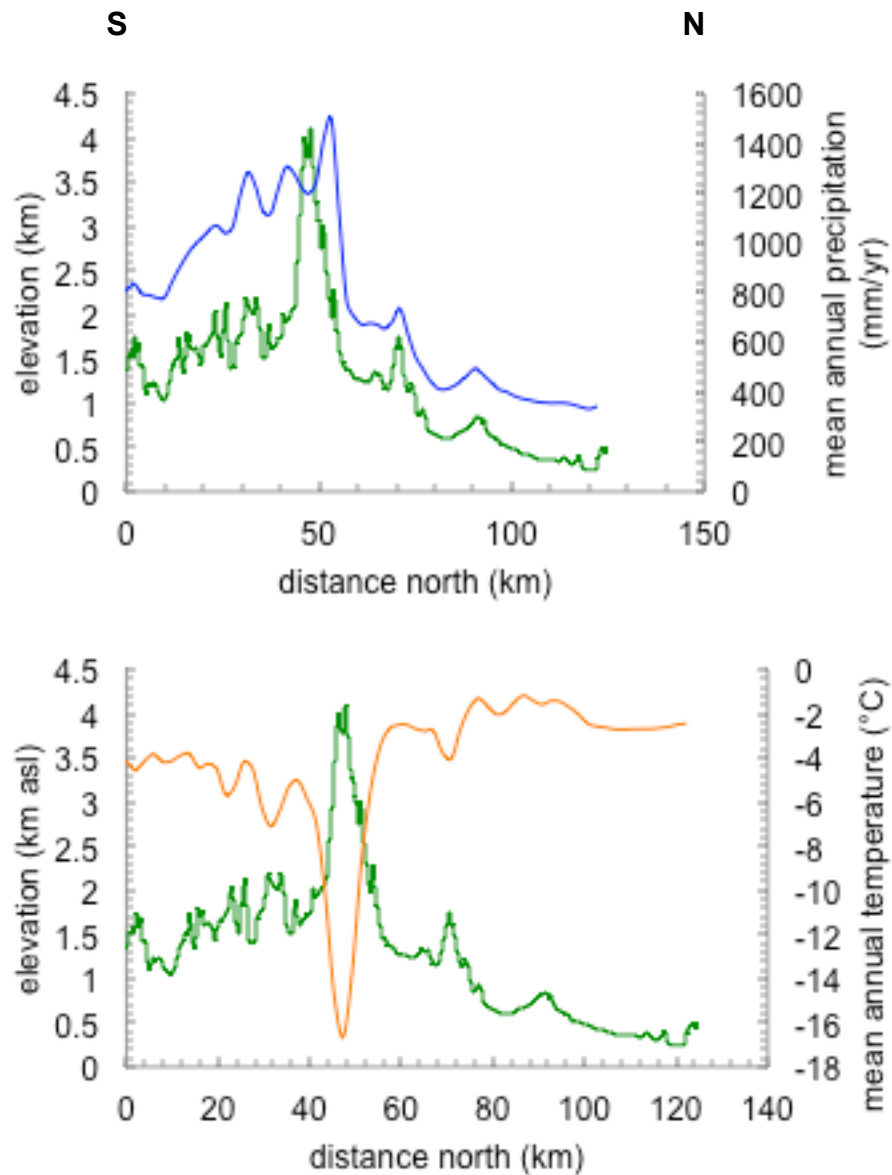 S N
4.5 1600
4 1400
3.5 1200
3 1000
2.5 800
2 600
1.5 400
1 200
0.5 0
0
elevation (km)
mean annual precipitation
(mm/yr)
0 50 100 150
distance north (km)
4.5 0
4 -2
3.5 -4
3 -6
2.5 -8
2 -10
1.5 -12
1 -14
0.5 -16
0 -18
elevation (km asl)
mean annual temperature (°C)
0 20 40 60 80 100 120 140
distance north (km)